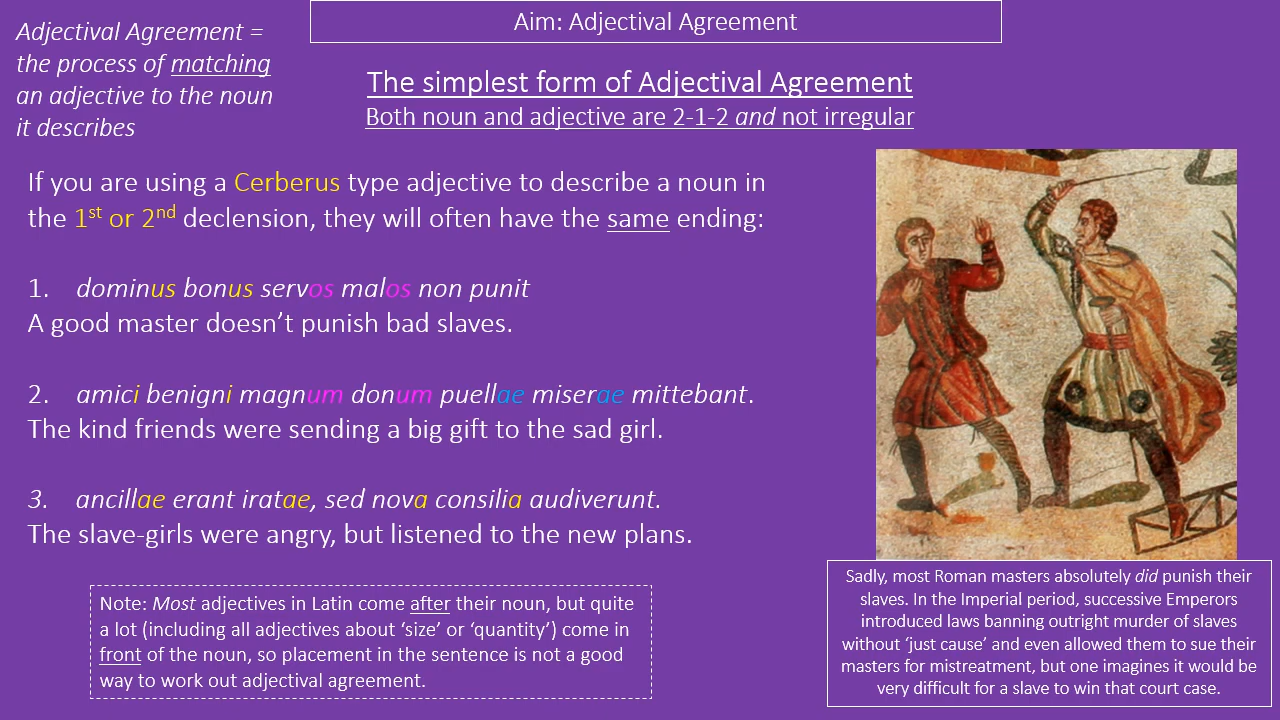 Adjectival Agreement =
the process of matching
an adjective to the noun
it describes
Aim: Adjectival Agreement
The simplest form of Adjectival Agreement
Both noun and adjective are 2-1-2 and not irregular
If you are using a Cerberus type adjective to describe a noun in
the 1st or 2nd declension, they will often have the same ending:
1. dominus bonus servos malos non punit
A good master doesn’t punish bad slaves.
2. amici benigni magnum donum puellae miserae mittebant.
The kind friends were sending a big gift to the sad girl.
3. ancillae erant iratae, sed nova consilia audiverunt.
The slave-girls were angry, but listened to the new plans.
Note: Most adjectives in Latin come after their noun, but quite
a lot (including all adjectives about ‘size’ or ‘quantity’) come in
front of the noun, so placement in the sentence is not a good
way to work out adjectival agreement.
Sadly, most Roman masters absolutely did punish their
slaves. In the Imperial period, successive Emperors
introduced laws banning outright murder of slaves
without ‘just cause’ and even allowed them to sue their
masters for mistreatment, but one imagines it would be
very difficult for a slave to win that court case.